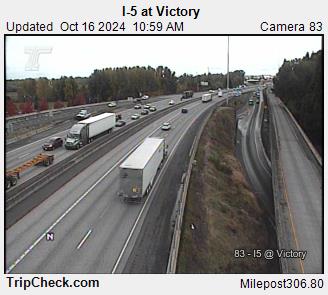 I-5 at Victory
Updated Oct 16 2024 10:59 AM Camera 83
TR
N
83 - I5 @ Victory
TripCheck.com Milepost306.80